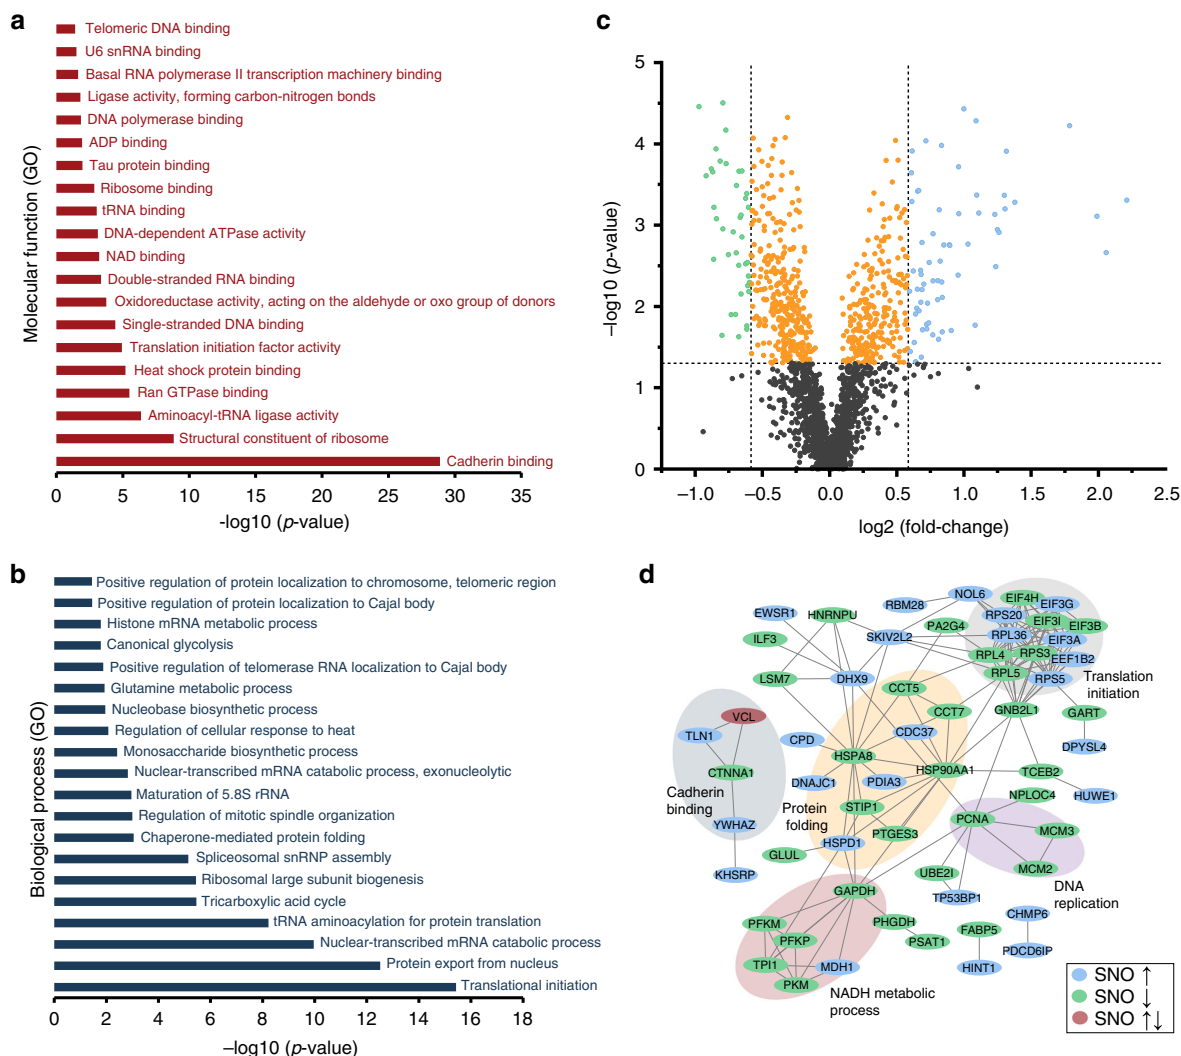 a
Molecular function (GO)
Telomeric DNA binding
U6 snRNA binding
Basal RNA polymerase II transcription machinery binding
Ligase activity, forming carbon-nitrogen bonds
DNA polymerase binding
ADP binding
Tau protein binding
Ribosome binding
tRNA binding
DNA-dependent ATPase activity
NAD binding
Double-stranded RNA binding
Oxidoreductase activity, acting on the aldehyde or oxo group of donors
Single-stranded DNA binding
Translation initiation factor activity
Heat shock protein binding
Ran GTPase binding
Aminoacyl-tRNA ligase activity
Structural constituent of ribosome
Cadherin binding
0 5 10 15 20 25 30 35
-log10 (p-value)
c
–log10 (p-value)
5
4
3
2
1
0
–1.0 –0.5 0.0 0.5 1.0 1.5 2.0 2.5
log2 (fold-change)
b
Biological process (GO)
Positive regulation of protein localization to chromosome, telomeric region
Positive regulation of protein localization to Cajal body
Histone mRNA metabolic process
Canonical glycolysis
Positive regulation of telomerase RNA localization to Cajal body
Glutamine metabolic process
Nucleobase biosynthetic process
Regulation of cellular response to heat
Monosaccharide biosynthetic process
Nuclear-transcribed mRNA catabolic process, exonucleolytic
Maturation of 5.8S rRNA
Regulation of mitotic spindle organization
Chaperone-mediated protein folding
Spliceosomal snRNP assembly
Ribosomal large subunit biogenesis
Tricarboxylic acid cycle
tRNA aminoacylation for protein translation
Nuclear-transcribed mRNA catabolic process
Protein export from nucleus
Translational initiation
0 2 4 6 8 10 12 14 16 18
–log10 (p-value)
d
NOL6
EIF4H
RBM28
EIF3G
EWSR1
HNRNPU
RPS20
EIF3I
PA2G4
EIF3B
ILF3
SKIV2L2
RPL36
EIF3A
RPL4
RPS3
EEF1B2
LSM7
DHX9
RPL5
RPS5
Translation
initiation
CCT5
CCT7
GNB2L1
GART
VCL
TLN1
CPD
CDC37
DPYSL4
HSPA8
CTNNA1
HSP90AA1
TCEB2
DNAJC1
PDIA3
Cadherin
binding
NPLOC4
HUWE1
Protein
folding
STIP1
YWHAZ
PCNA
PTGES3
MCM3
HSPD1
GLUL
KHSRP
UBE2I
MCM2
DNA
replication
GAPDH
TP53BP1
CHMP6
PFKM
PHGDH
FABP5
PFKP
PSAT1
PDCD6IP
TPI1
MDH1
HINT1
PKM
NADH metabolic
process
SNO ↑
SNO ↓
SNO ↑↓